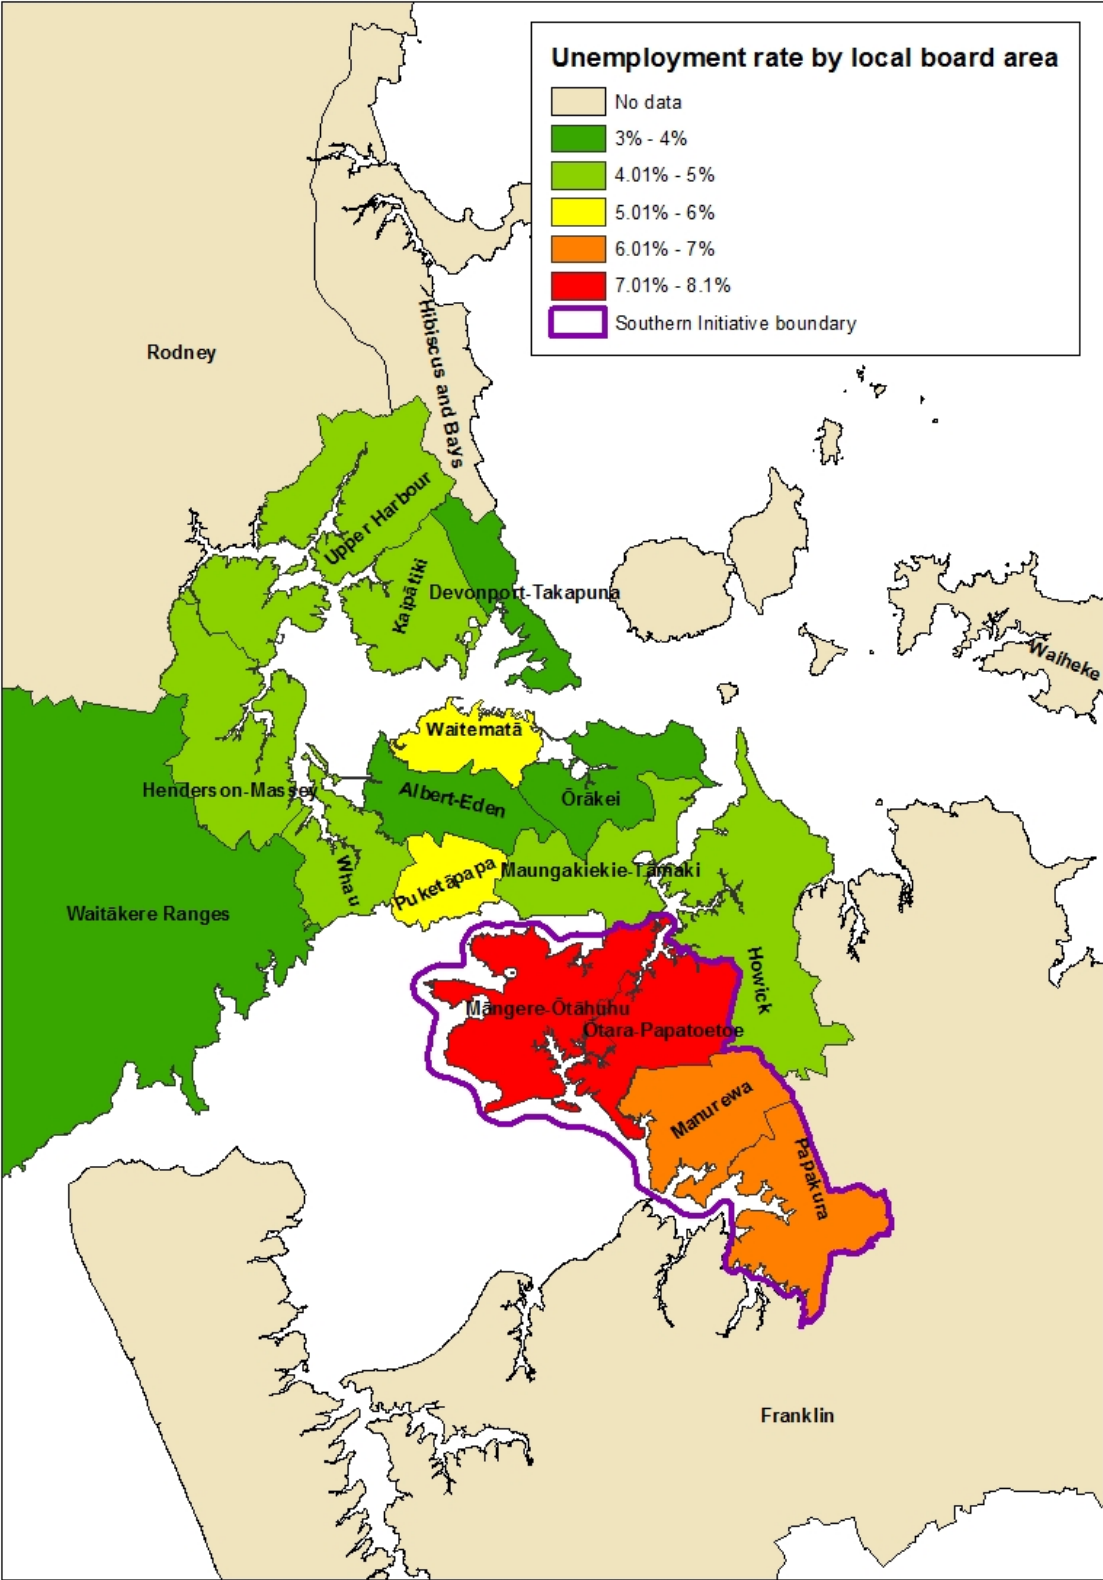 Unemployment rate by local board area
No data
3% - 4%
4.01% - 5%
5.01% - 6%
6.01% - 7%
7.01% - 8.1%
Southern Initiative boundary
Rodney
Hibiscus and Bays
Upper Harbour
Kaipātiki
Devonport-Takapuna
Waiheke
Waitematā
Henderson-Massey
Albert-Eden
Ōrākei
Whau
Puketāpapa
Maungakiekie-Tāmaki
Waitākere Ranges
Howick
Māngere-Ōtāhuhu
Ōtara-Papatoetoe
Manurewa
Papakura
Franklin